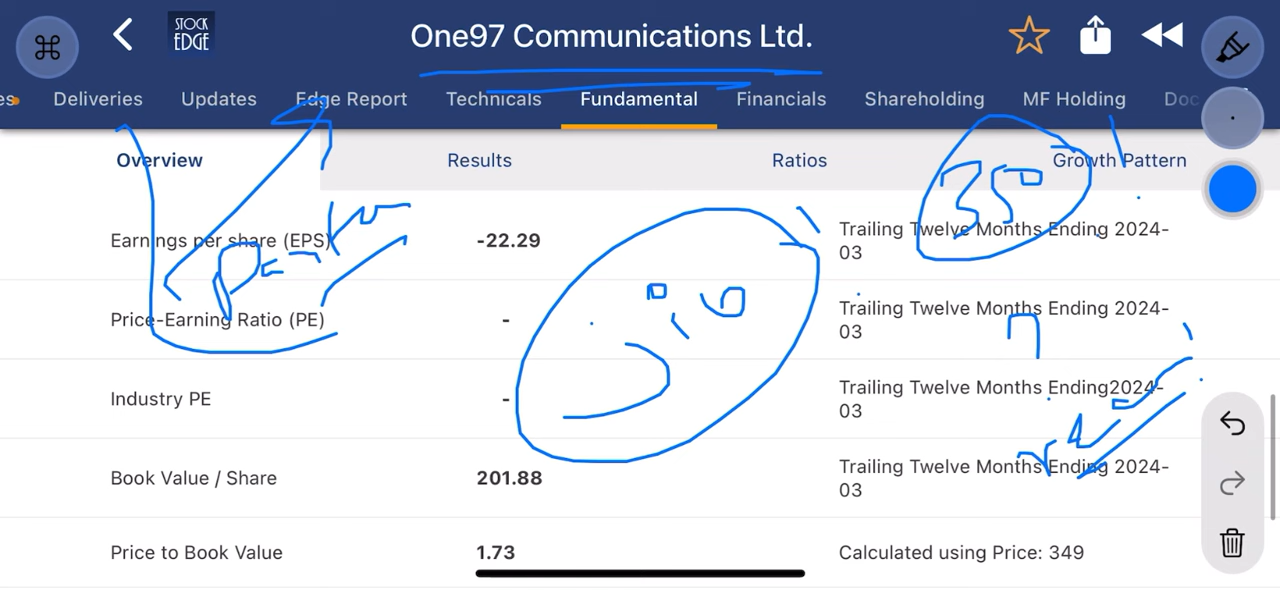 STOCK EDGE
One97 Communications Ltd.
Deliveries Updates Edge Report Technicals Fundamental Financials Shareholding MF Holding Doc
Overview Results Ratios Growth Pattern
350
Earnings per share (EPS) -22.29 Trailing Twelve Months Ending 2024-03
Price-Earning Ratio (PE) - Trailing Twelve Months Ending 2024-03
Industry PE - Trailing Twelve Months Ending2024-03
Book Value / Share 201.88 Trailing Twelve Months Ending 2024-03
Price to Book Value 1.73 Calculated using Price: 349